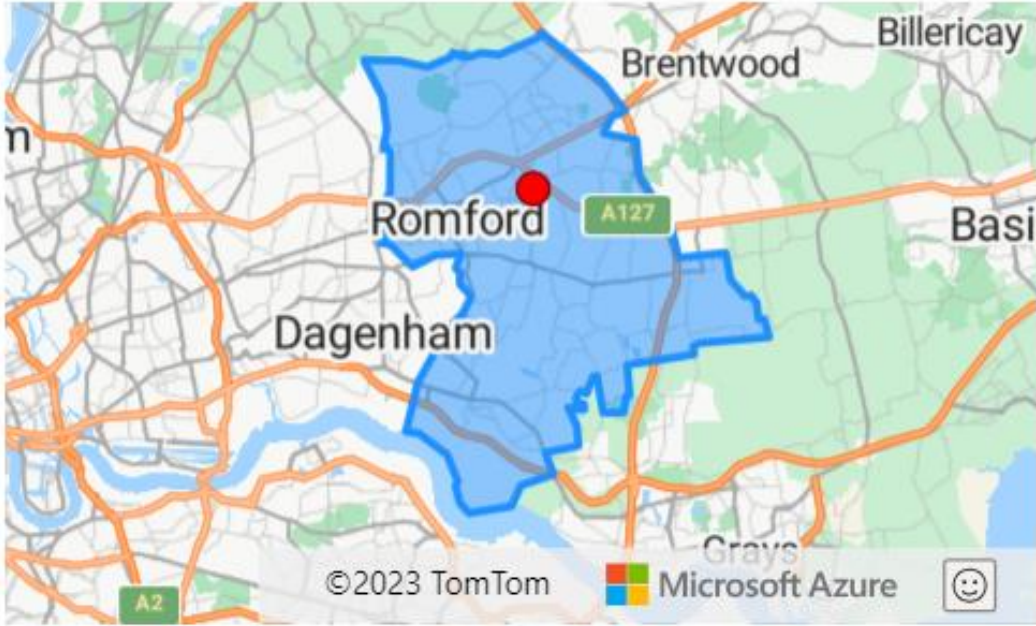 Billericay
Brentwood
m
Romford
A127
Basi
Dagenham
Grays
©2023 TomTom
Microsoft Azure
A2